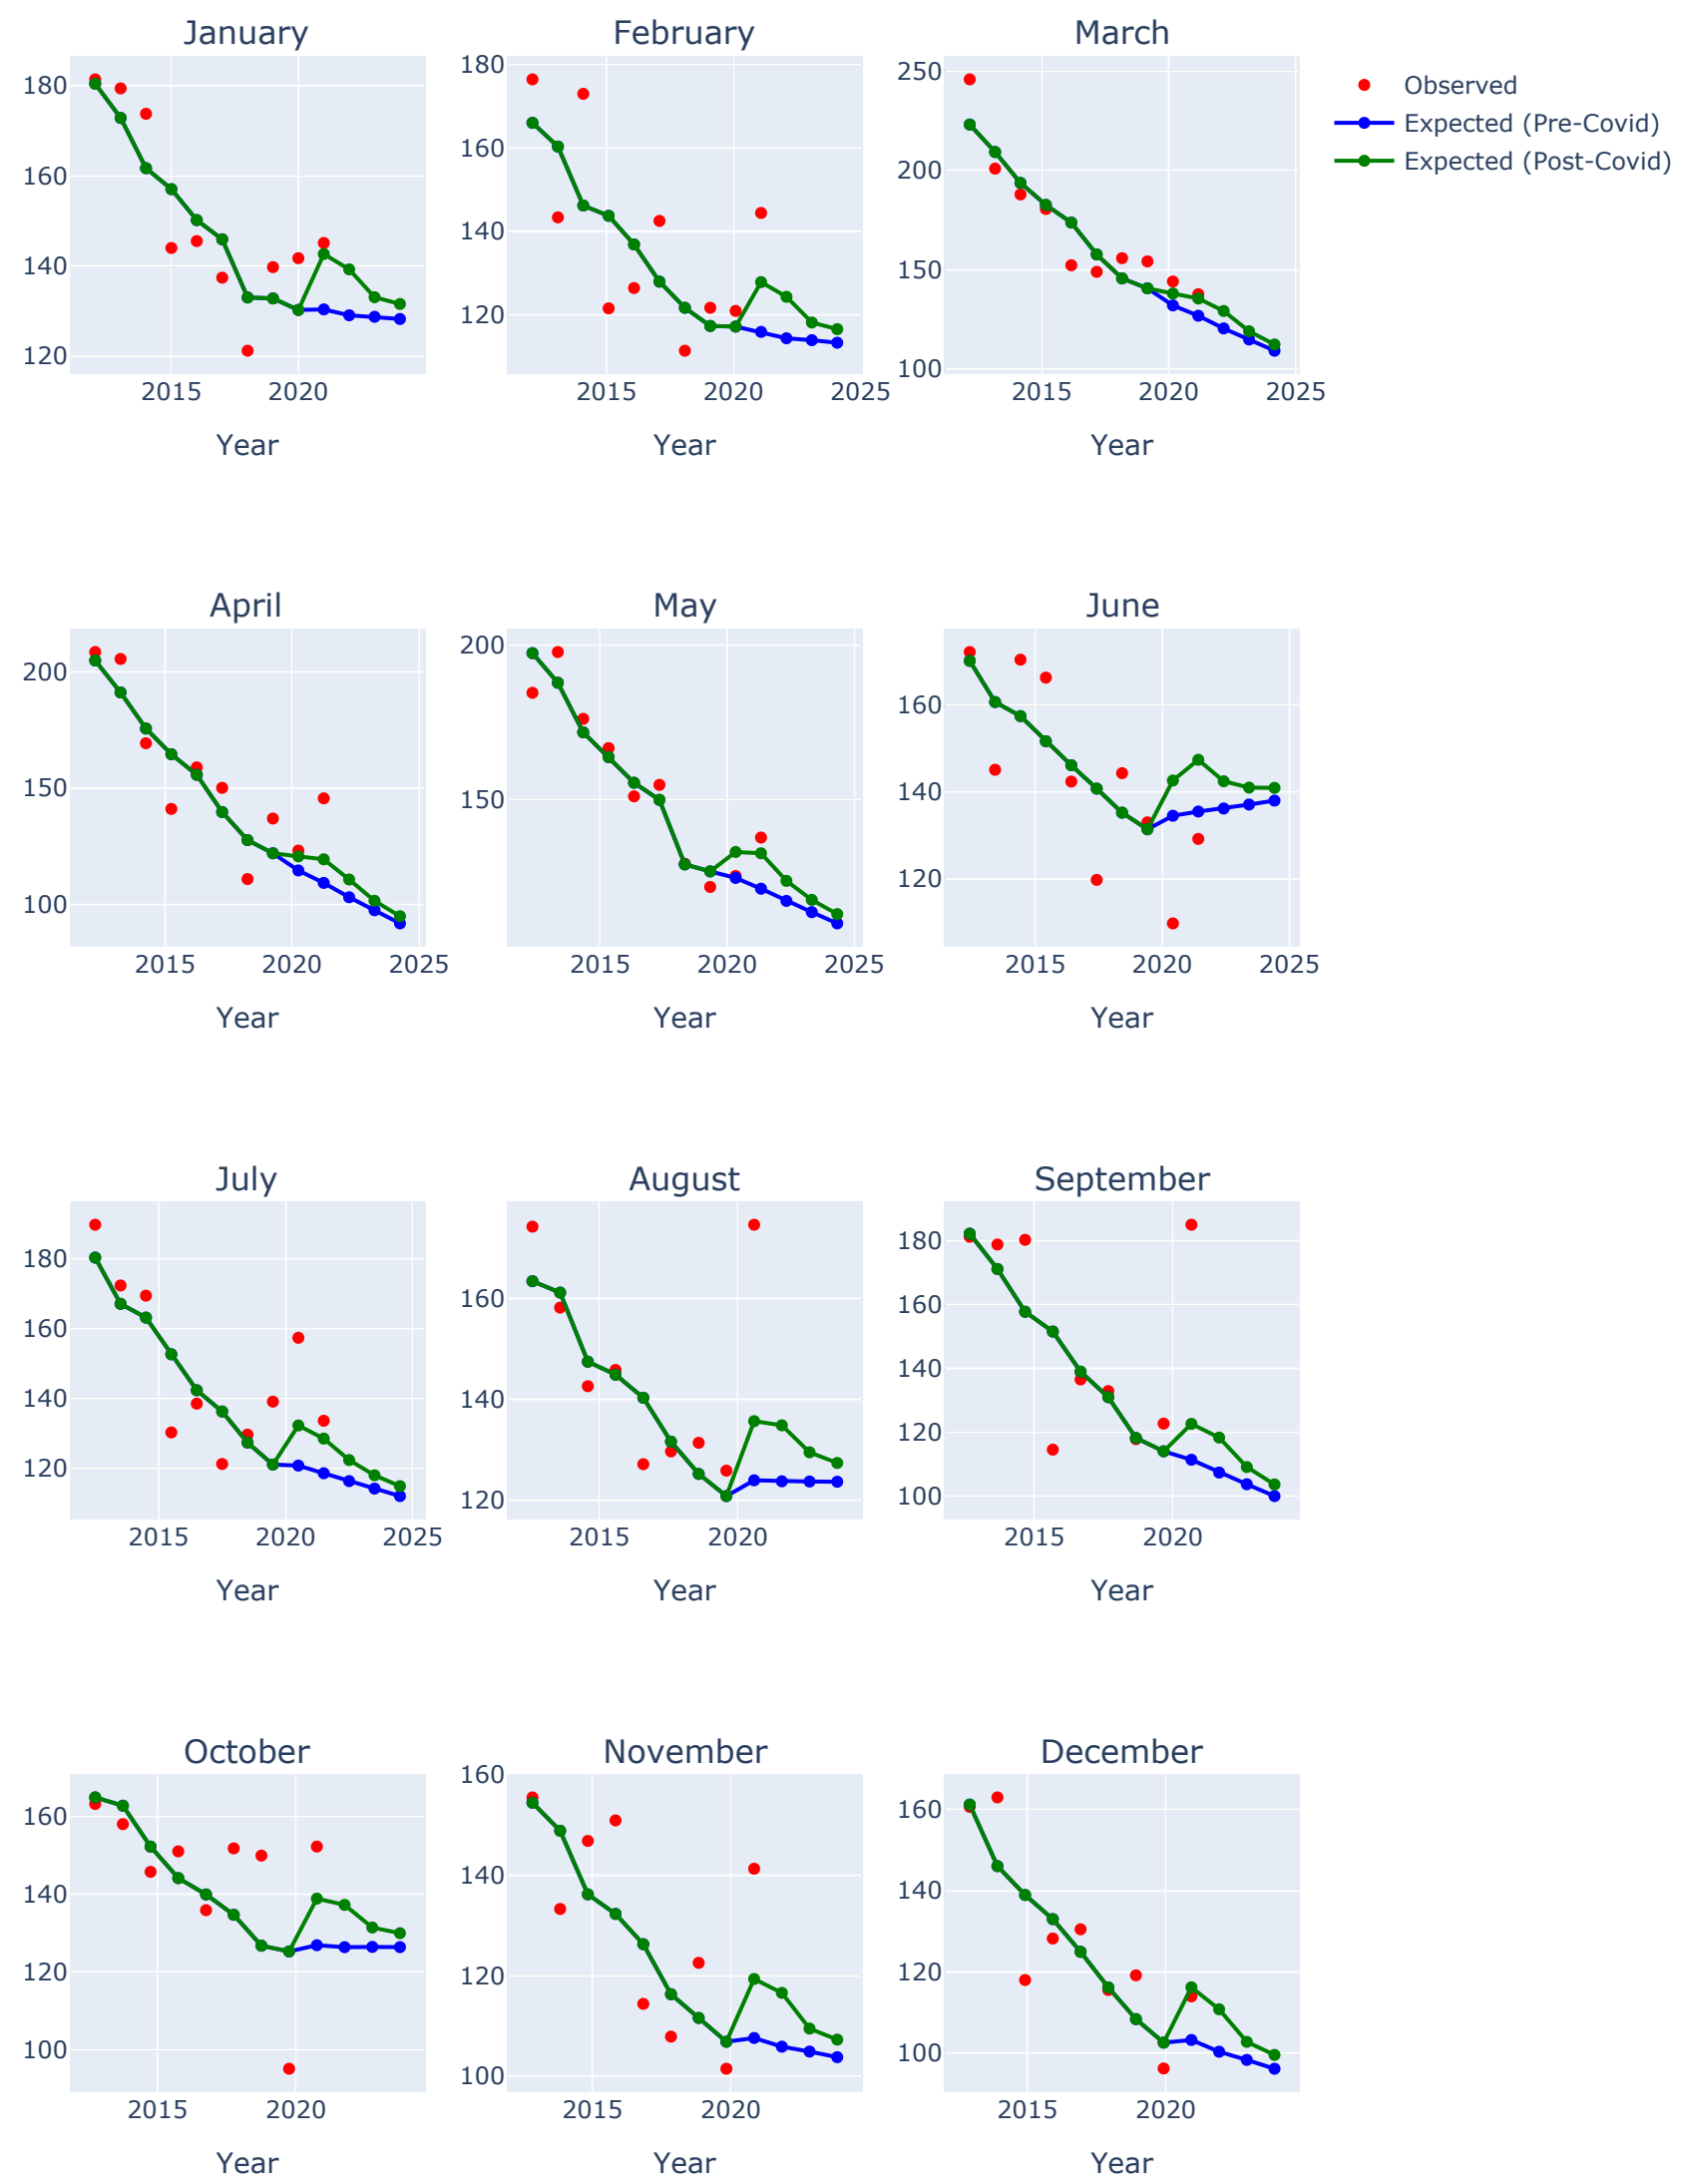 January
February
March
180
160
140
120
2015
2020
Year
180
160
140
120
2015
2020
2025
Year
250
200
150
100
2015
2020
2025
Year
Observed
Expected (Pre-Covid)
Expected (Post-Covid)
April
May
June
200
150
100
2015
2020
2025
Year
200
150
2015
2020
2025
Year
160
140
120
2015
2020
2025
Year
July
August
September
180
160
140
120
2015
2020
2025
Year
160
140
120
2015
2020
Year
180
160
140
120
100
2015
2020
Year
October
November
December
160
140
120
100
2015
2020
Year
160
140
120
100
2015
2020
Year
160
140
120
100
2015
2020
Year